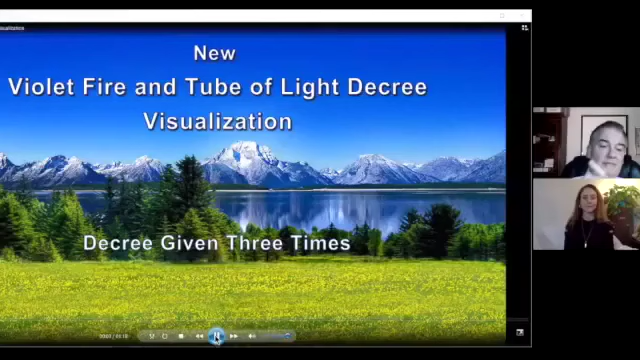 New
Violet Fire and Tube of Light Decree
Visualization
Decree Given Three Times